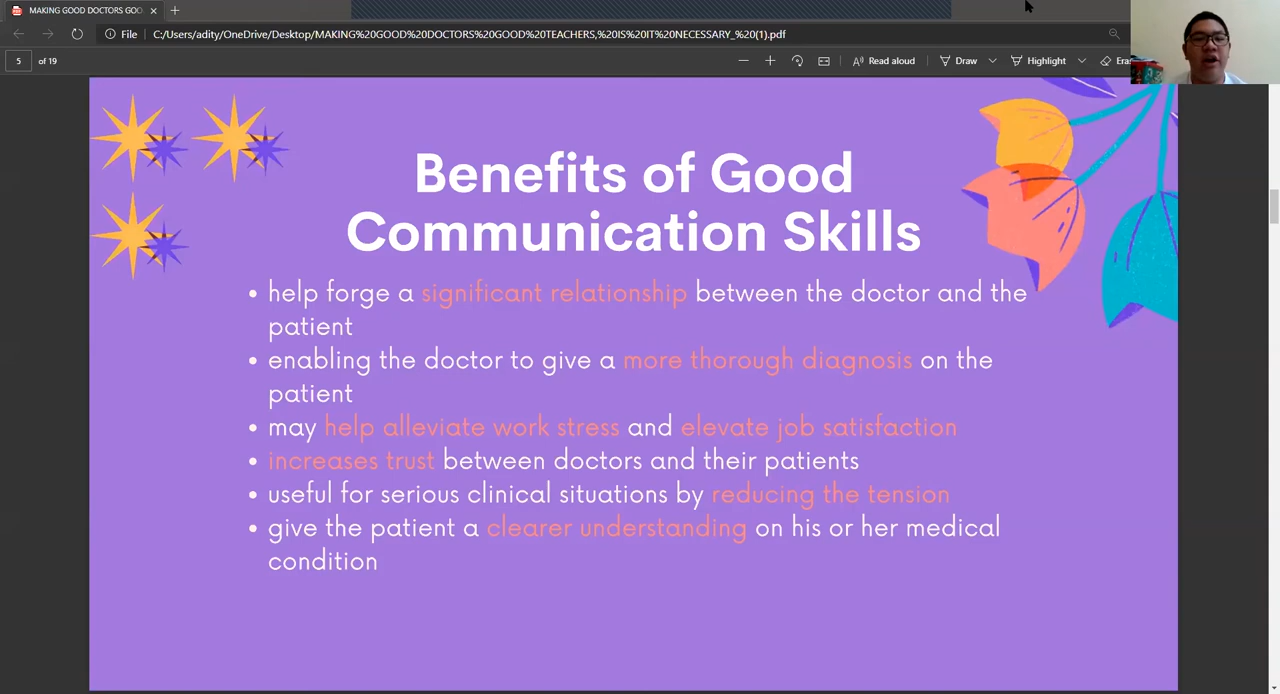 MAKING GOOD DOCTORS GOO
File C:/Users/adity/OneDrive/Desktop/MAKING%20GOOD%20DOCTORS%20GOOD%20TEACHERS,%20IS%20IT%20NECESSARY_%20(1).pdf
5 of 19 Read aloud Draw Highlight Era
Benefits of Good
Communication Skills
• help forge a significant relationship between the doctor and the
patient
• enabling the doctor to give a more thorough diagnosis on the
patient
• may help alleviate work stress and elevate job satisfaction
• increases trust between doctors and their patients
• useful for serious clinical situations by reducing the tension
• give the patient a clearer understanding on his or her medical
condition